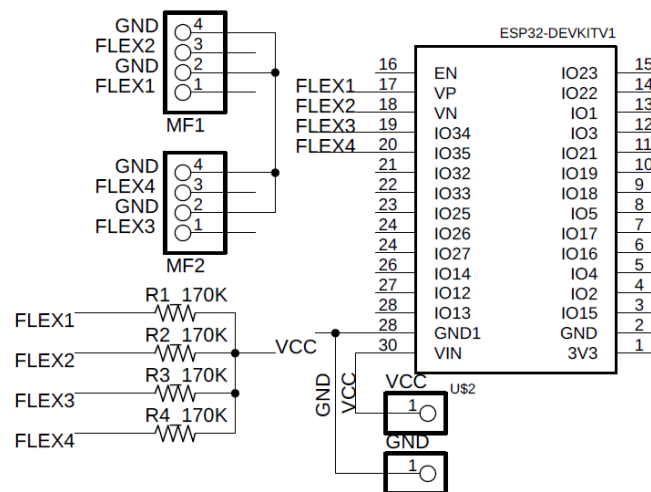 ESP32-DEVKITV1
GND 4
FLEX2 3
GND 2
FLEX1 1
MF1
GND 4
FLEX4 3
GND 2
FLEX3 1
MF2
FLEX1 17
FLEX2 18
FLEX3 19
FLEX4 20
16 EN IO23 15
VP IO22 14
VN IO1 13
IO34 IO3 12
IO35 IO21 11
21 IO32 IO19 10
22 IO33 IO18 9
23 IO25 IO5 8
24 IO26 IO17 7
24 IO27 IO16 6
26 IO14 IO4 5
27 IO12 IO2 4
28 IO13 IO15 3
28 GND1 GND 2
30 VIN 3V3 1
U$2
R1 170K
FLEX1
R2 170K
FLEX2
R3 170K
FLEX3
R4 170K
FLEX4
VCC
GND
VCC
VCC
1
GND
1